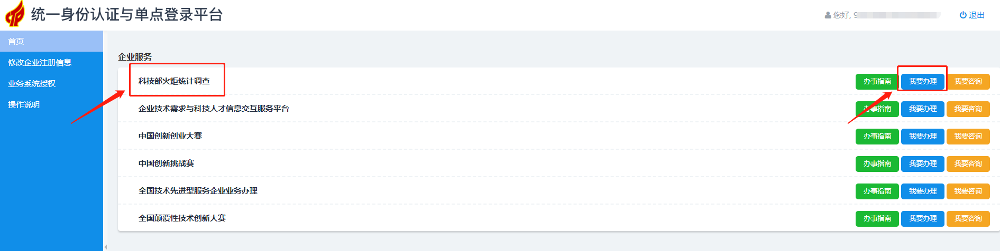 统一身份认证与单点登录平台
您好, 9
退出
首页
修改企业注册信息
业务系统授权
操作说明
企业服务
科技部火炬统计调查 办事指南 我要办理 我要咨询
企业技术需求与科技人才信息交互服务平台 办事指南 我要办理 我要咨询
中国创新创业大赛 办事指南 我要办理 我要咨询
中国创新挑战赛 办事指南 我要办理 我要咨询
全国技术先进型服务企业业务办理 办事指南 我要办理 我要咨询
全国颠覆性技术创新大赛 办事指南 我要办理 我要咨询